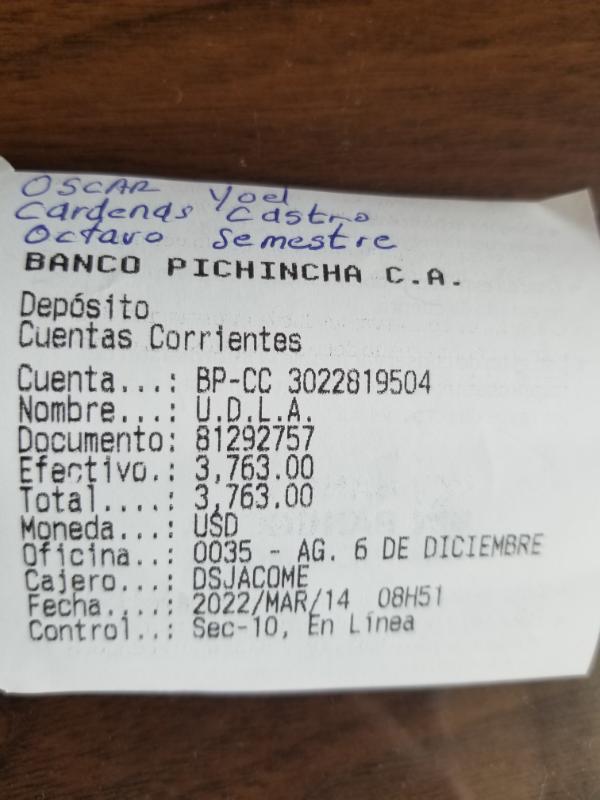 OSCAR Yoel
Cardenas Castro
Octavo Semestre
BANCO PICHINCHA C.A.
Depósito
Cuentas Corrientes
Cuenta...: BP-CC 3022819504
Nombre...: U.D.L.A.
Documento: 81292757
Efectivo.: 3,763.00
Total....: 3,763.00
Moneda...: USD
Oficina..: 0035 - AG. 6 DE DICIEMBRE
Cajero...: DSJACOME
Fecha....: 2022/MAR/14 08H51
Control..: Sec-10, En Línea